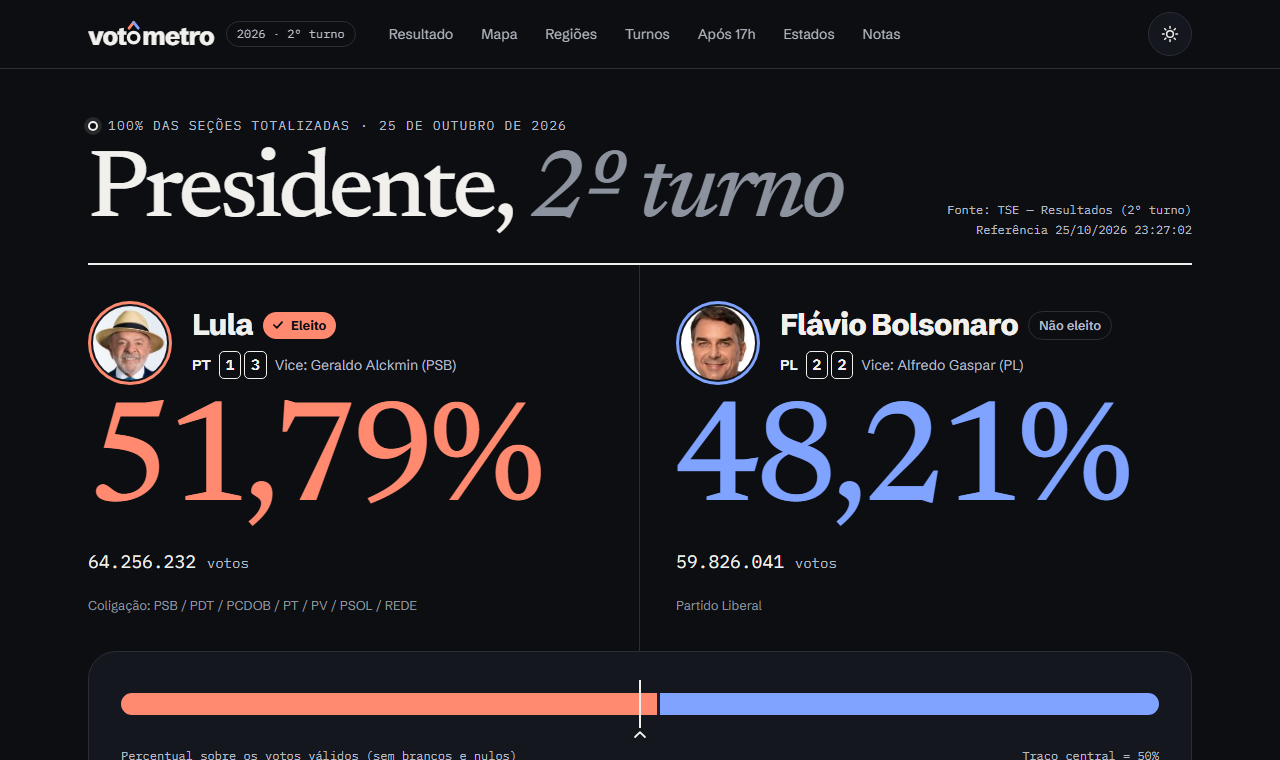 votômetro 2026 · 2º turno Resultado Mapa Regiões Turnos Após 17h Estados Notas
100% DAS SEÇÕES TOTALIZADAS · 25 DE OUTUBRO DE 2026
Presidente, 2º turno
Fonte: TSE — Resultados (2º turno)
Referência 25/10/2026 23:27:02
Lula Eleito
PT 1 3 Vice: Geraldo Alckmin (PSB)
51,79%
64.256.232 votos
Coligação: PSB / PDT / PCDOB / PT / PV / PSOL / REDE
Flávio Bolsonaro Não eleito
PL 2 2 Vice: Alfredo Gaspar (PL)
48,21%
59.826.041 votos
Partido Liberal
Percentual sobre os votos válidos (sem brancos e nulos) Traço central = 50%